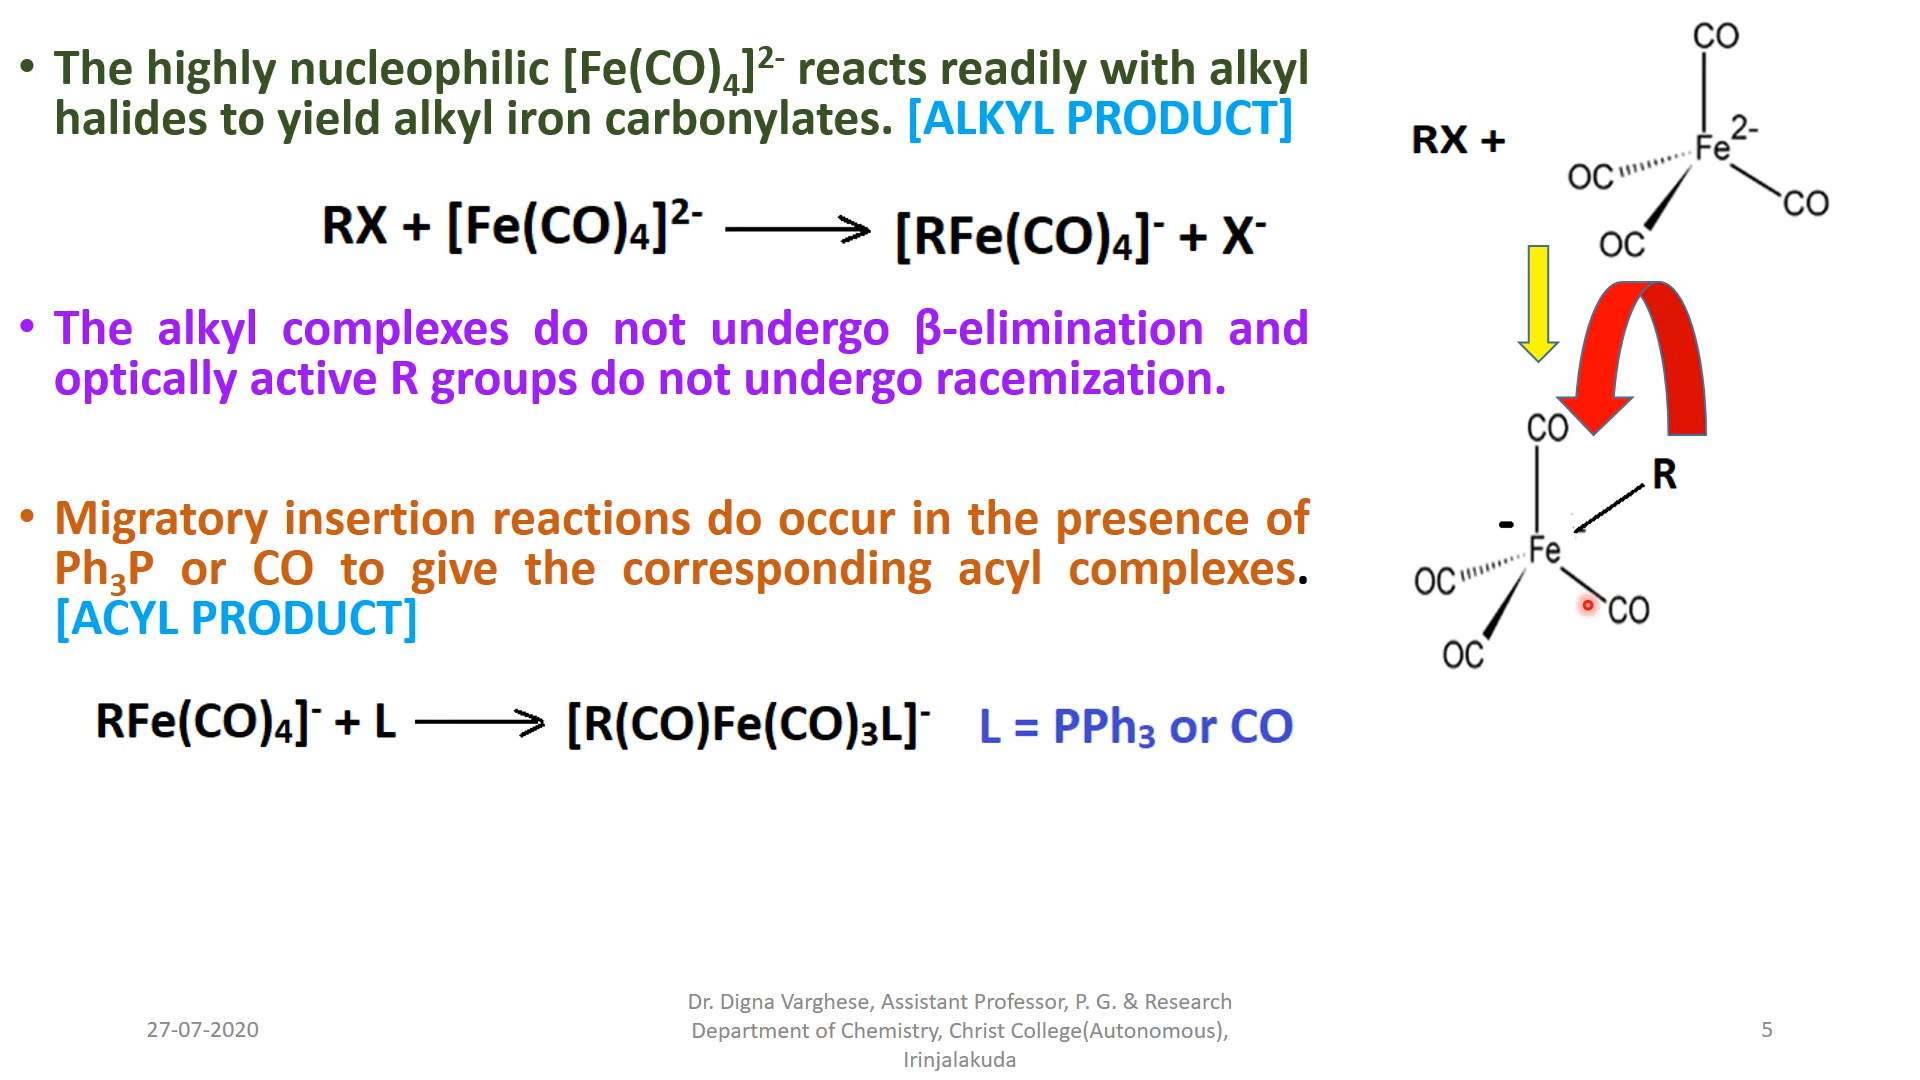 • The highly nucleophilic [Fe(CO)₄]²⁻ reacts readily with alkyl
halides to yield alkyl iron carbonylates. [ALKYL PRODUCT]
RX + [Fe(CO)₄]²⁻ ⟶ [RFe(CO)₄]⁻ + X⁻
• The alkyl complexes do not undergo β-elimination and
optically active R groups do not undergo racemization.
• Migratory insertion reactions do occur in the presence of
Ph₃P or CO to give the corresponding acyl complexes.
[ACYL PRODUCT]
RFe(CO)₄]⁻ + L ⟶ [R(CO)Fe(CO)₃L]⁻ L = PPh₃ or CO
CO
RX +
Fe²⁻
OC
CO
OC
CO
R
-
Fe
OC
CO
OC
27-07-2020
Dr. Digna Varghese, Assistant Professor, P. G. & Research
Department of Chemistry, Christ College(Autonomous),
Irinjalakuda
5